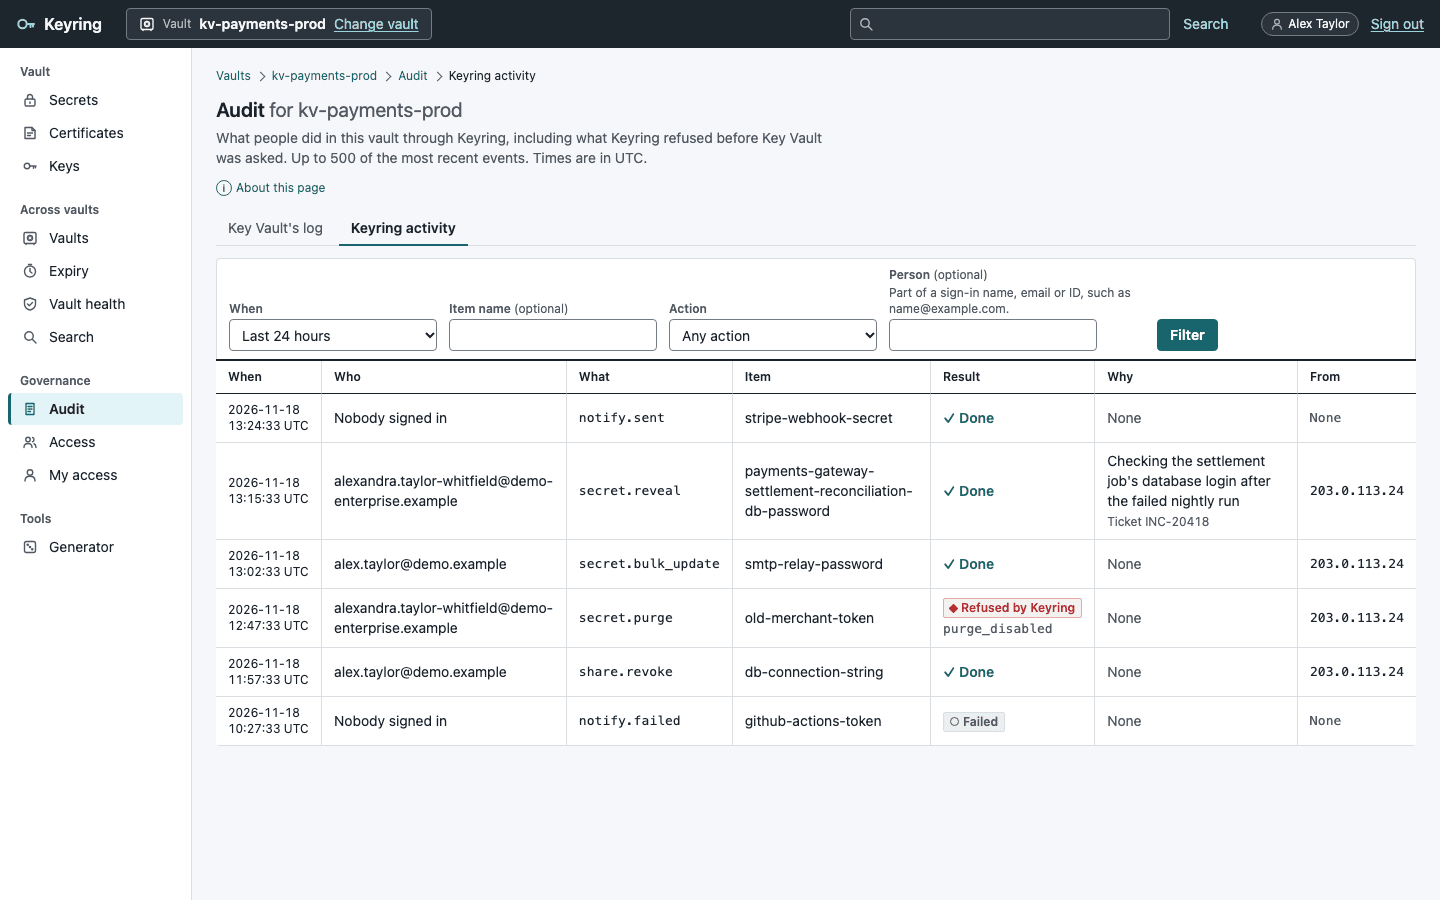 Keyring
Vault kv-payments-prod Change vault
Search
Alex Taylor
Sign out
Vault
Secrets
Certificates
Keys
Across vaults
Vaults
Expiry
Vault health
Search
Governance
Audit
Access
My access
Tools
Generator
Vaults > kv-payments-prod > Audit > Keyring activity
Audit for kv-payments-prod
What people did in this vault through Keyring, including what Keyring refused before Key Vault
was asked. Up to 500 of the most recent events. Times are in UTC.
About this page
Key Vault's log
Keyring activity
When
Last 24 hours
Item name (optional)
Action
Any action
Person (optional)
Part of a sign-in name, email or ID, such as
name@example.com.
Filter
When Who What Item Result Why From
2026-11-18
13:24:33 UTC
Nobody signed in
notify.sent
stripe-webhook-secret
Done
None
None
2026-11-18
13:15:33 UTC
alexandra.taylor-whitfield@demo-
enterprise.example
secret.reveal
payments-gateway-
settlement-reconciliation-
db-password
Done
Checking the settlement
job's database login after
the failed nightly run
Ticket INC-20418
203.0.113.24
2026-11-18
13:02:33 UTC
alex.taylor@demo.example
secret.bulk_update
smtp-relay-password
Done
None
203.0.113.24
2026-11-18
12:47:33 UTC
alexandra.taylor-whitfield@demo-
enterprise.example
secret.purge
old-merchant-token
Refused by Keyring
purge_disabled
None
203.0.113.24
2026-11-18
11:57:33 UTC
alex.taylor@demo.example
share.revoke
db-connection-string
Done
None
203.0.113.24
2026-11-18
10:27:33 UTC
Nobody signed in
notify.failed
github-actions-token
Failed
None
None